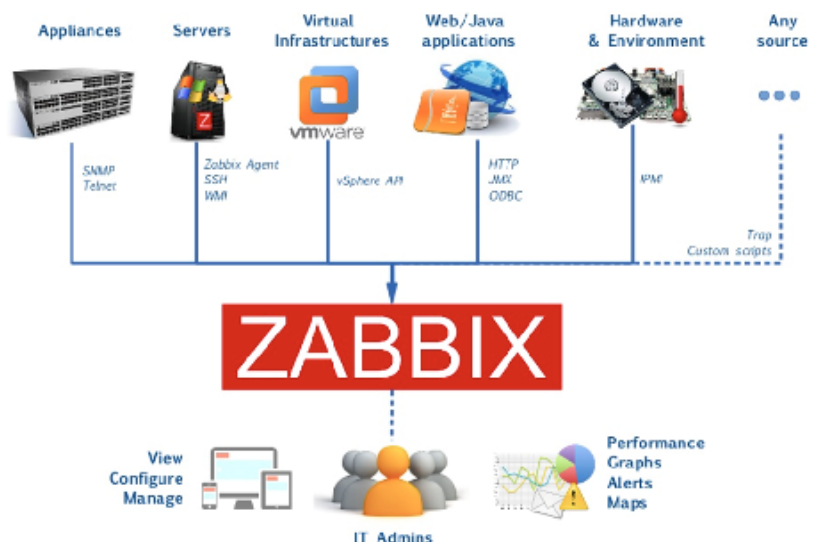 Appliances
Servers
Virtual
Infrastructures
Web/Java
applications
Hardware
& Environment
Any
source
vmware
Z
SNMP
Telnet
Zabbix Agent
SSH
WMI
vSphere API
HTTP
JMX
ODBC
IPMI
Trap
Custom scripts
ZABBIX
View
Configure
Manage
IT Admins
Performance
Graphs
Alerts
Maps